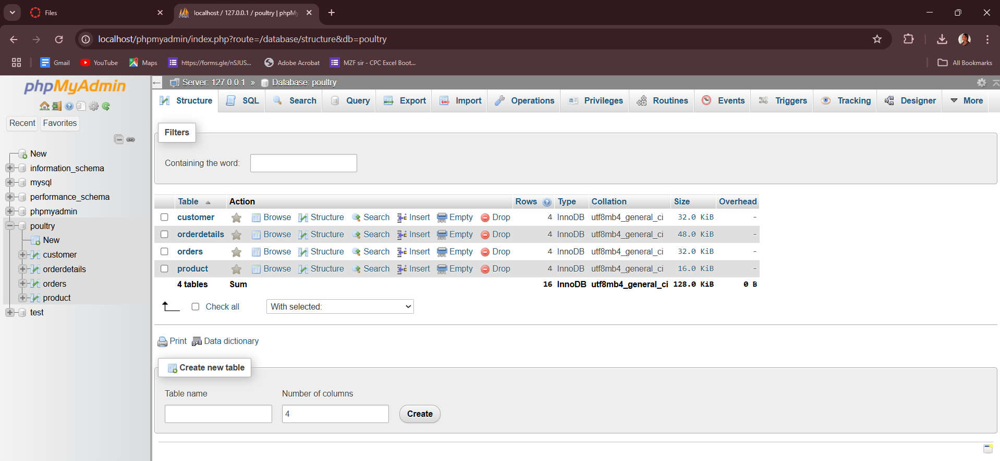 Files
localhost / 127.0.0.1 / poultry | phpMy
localhost/phpmyadmin/index.php?route=/database/structure&db=poultry
Gmail YouTube Maps https://forms.gle/nSJUS... Adobe Acrobat MZF sir - CPC Excel Boot... All Bookmarks
phpMyAdmin
Recent Favorites
New
information_schema
mysql
performance_schema
phpmyadmin
poultry
New
customer
orderdetails
orders
product
test
Server: 127.0.0.1 » Database: poultry
Structure SQL Search Query Export Import Operations Privileges Routines Events Triggers Tracking Designer More
Filters
Containing the word:
Table Action Rows Type Collation Size Overhead
customer Browse Structure Search Insert Empty Drop 4 InnoDB utf8mb4_general_ci 32.0 KiB -
orderdetails Browse Structure Search Insert Empty Drop 4 InnoDB utf8mb4_general_ci 48.0 KiB -
orders Browse Structure Search Insert Empty Drop 4 InnoDB utf8mb4_general_ci 32.0 KiB -
product Browse Structure Search Insert Empty Drop 4 InnoDB utf8mb4_general_ci 16.0 KiB -
4 tables Sum 16 InnoDB utf8mb4_general_ci 128.0 KiB 0 B
Check all With selected:
Print Data dictionary
Create new table
Table name Number of columns
4 Create